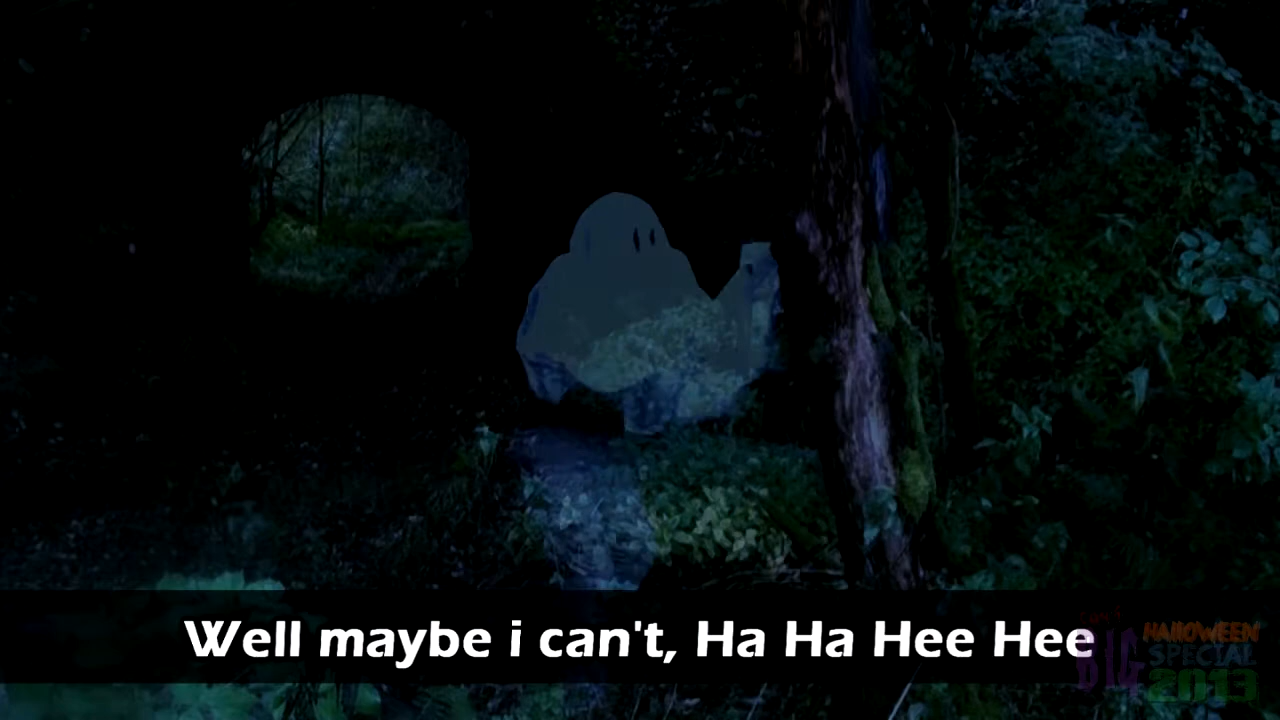 Well maybe i can't, Ha Ha Hee Hee
BIG
HALLOWEEN
SPECIAL
2013